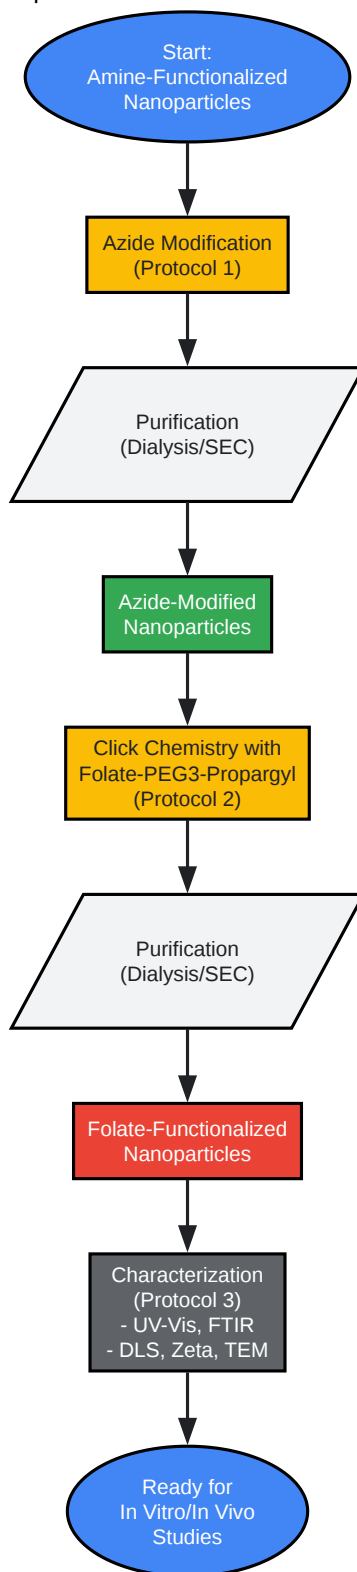 Start:
Amine-Functionalized
Nanoparticles
Azide Modification
(Protocol 1)
Purification
(Dialysis/SEC)
Azide-Modified
Nanoparticles
Click Chemistry with
Folate-PEG3-Propargyl
(Protocol 2)
Purification
(Dialysis/SEC)
Folate-Functionalized
Nanoparticles
Characterization
(Protocol 3)
- UV-Vis, FTIR
- DLS, Zeta, TEM
Ready for
In Vitro/In Vivo
Studies